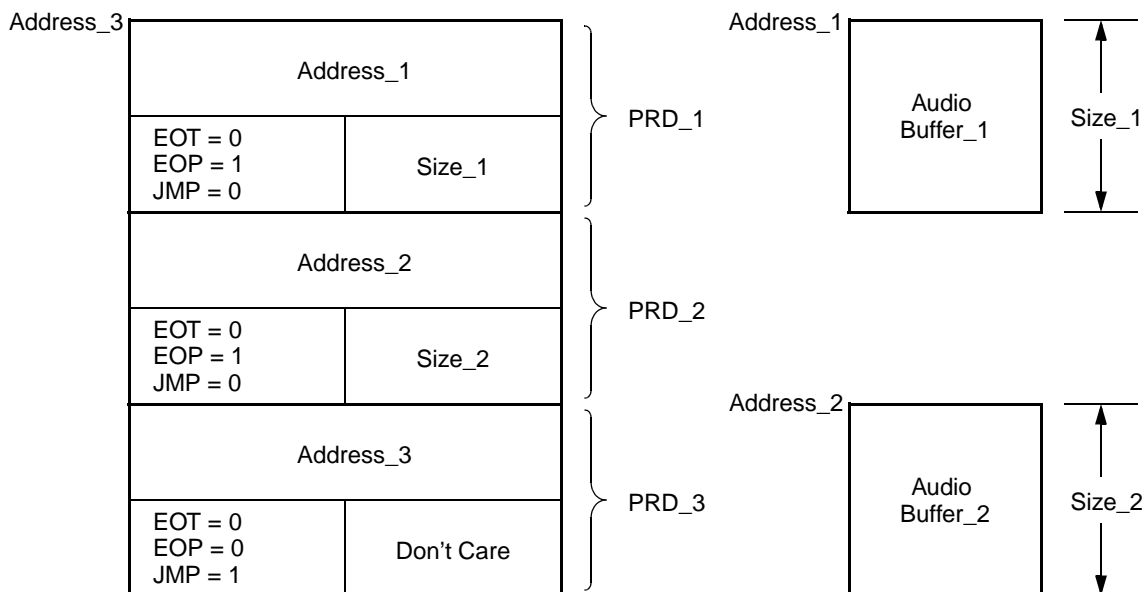 Address_3
Address_1
EOT = 0
EOP = 1
JMP = 0
Size_1
PRD_1
Address_2
EOT = 0
EOP = 1
JMP = 0
Size_2
PRD_2
Address_3
EOT = 0
EOP = 0
JMP = 1
Don't Care
PRD_3
Address_1
Audio
Buffer_1
Size_1
Address_2
Audio
Buffer_2
Size_2